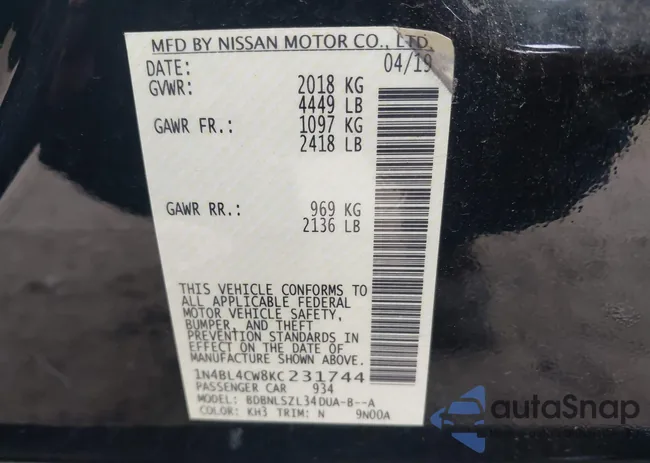 MFD BY NISSAN MOTOR CO., LTD.
DATE: 04/19
GVWR: 2018 KG
4449 LB
GAWR FR.: 1097 KG
2418 LB
GAWR RR.: 969 KG
2136 LB
THIS VEHICLE CONFORMS TO
ALL APPLICABLE FEDERAL
MOTOR VEHICLE SAFETY,
BUMPER, AND THEFT
PREVENTION STANDARDS IN
EFFECT ON THE DATE OF
MANUFACTURE SHOWN ABOVE.
1N4BL4CW8KC231744
PASSENGER CAR 934
MODEL: BDBNLSZL34DUA-B--A
COLOR: KH3 TRIM: N 9N00A
autoSnap
AUCTION HISTORY